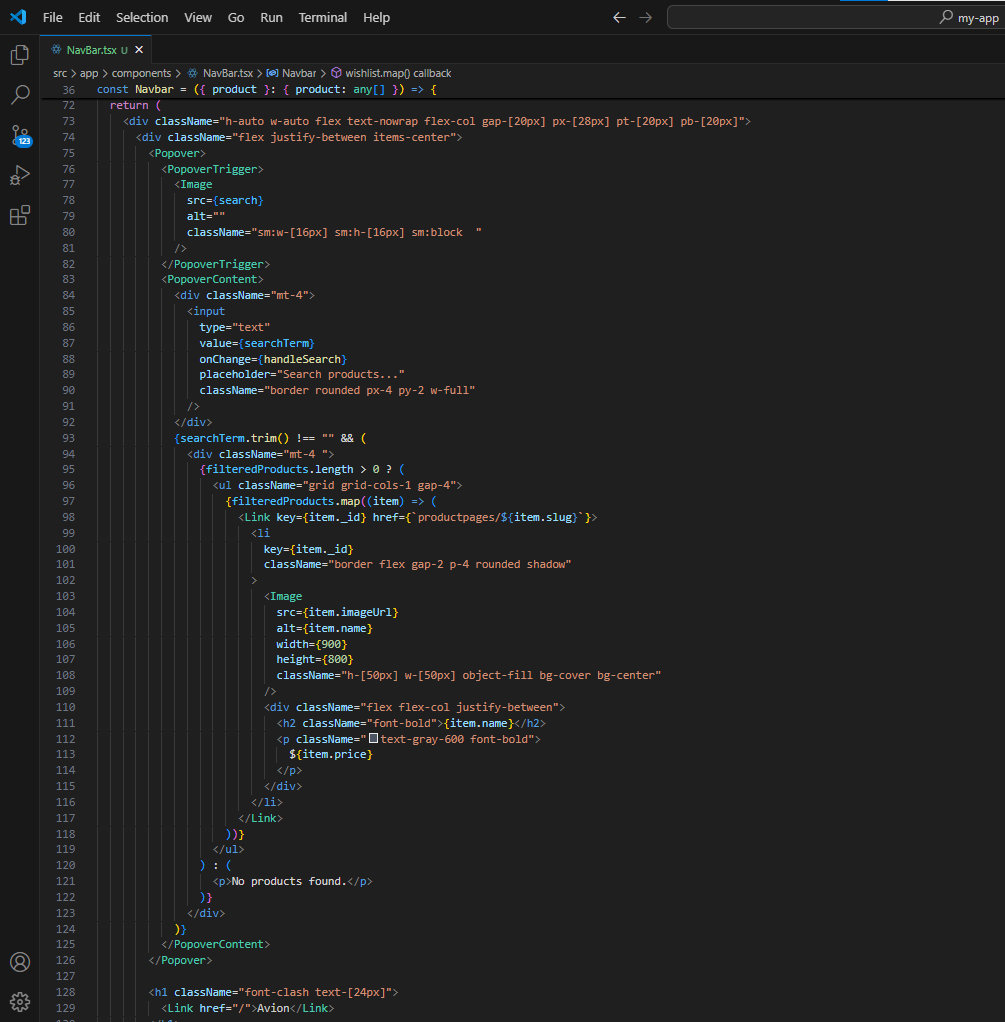 File Edit Selection View Go Run Terminal Help my-app
NavBar.tsx U
src > app > components > NavBar.tsx > Navbar > wishlist.map() callback
36 const Navbar = ({ product }: { product: any[] }) => {
72 return (
73 <div className="h-auto w-auto flex text-nowrap flex-col gap-[20px] px-[28px] pt-[20px] pb-[20px]">
74 <div className="flex justify-between items-center">
75 <Popover>
76 <PopoverTrigger>
77 <Image
78 src={search}
79 alt=""
80 className="sm:w-[16px] sm:h-[16px] sm:block  "
81 />
82 </PopoverTrigger>
83 <PopoverContent>
84 <div className="mt-4">
85 <input
86 type="text"
87 value={searchTerm}
88 onChange={handleSearch}
89 placeholder="Search products..."
90 className="border rounded px-4 py-2 w-full"
91 />
92 </div>
93 {searchTerm.trim() !== "" && (
94 <div className="mt-4 ">
95 {filteredProducts.length > 0 ? (
96 <ul className="grid grid-cols-1 gap-4">
97 {filteredProducts.map((item) => (
98 <Link key={item._id} href={`productpages/${item.slug}`}>
99 <li
100 key={item._id}
101 className="border flex gap-2 p-4 rounded shadow"
102 >
103 <Image
104 src={item.imageUrl}
105 alt={item.name}
106 width={900}
107 height={800}
108 className="h-[50px] w-[50px] object-fill bg-cover bg-center"
109 />
110 <div className="flex flex-col justify-between">
111 <h2 className="font-bold">{item.name}</h2>
112 <p className="text-gray-600 font-bold">
113 ${item.price}
114 </p>
115 </div>
116 </li>
117 </Link>
118 ))}
119 </ul>
120 ) : (
121 <p>No products found.</p>
122 )}
123 </div>
124 )}
125 </PopoverContent>
126 </Popover>
127
128 <h1 className="font-clash text-[24px]">
129 <Link href="/">Avion</Link>
123